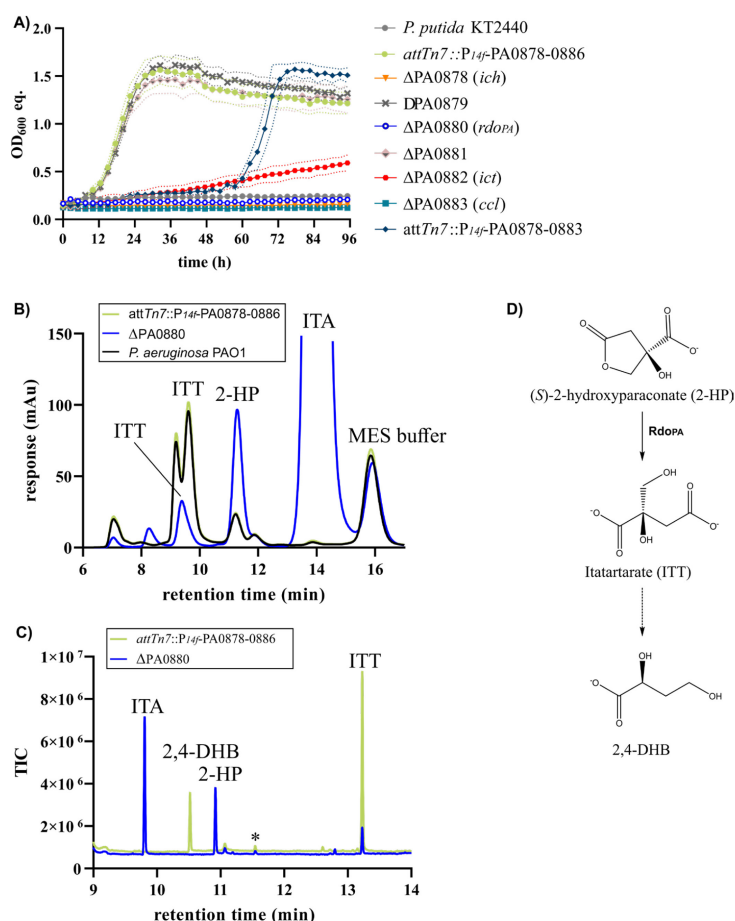 A)
OD600 eq.
2.0
1.5
1.0
0.5
0.0
0 12 24 36 48 60 72 84 96
time (h)
P. putida KT2440
attTn7::P14f-PA0878-0886
ΔPA0878 (ich)
DPA0879
ΔPA0880 (rdoPA)
ΔPA0881
ΔPA0882 (ict)
ΔPA0883 (ccl)
attTn7::P14f-PA0878-0883
B)
attTn7::P14f-PA0878-0886
ΔPA0880
P. aeruginosa PAO1
response (mAu)
150
100
50
0
ITA
ITT
2-HP
ITT
MES buffer
6 8 10 12 14 16
retention time (min)
C)
attTn7::P14f-PA0878-0886
ΔPA0880
TIC
1×10 7
8×10 6
6×10 6
4×10 6
2×10 6
0
ITT
ITA
2,4-DHB
2-HP
*
9 10 11 12 13 14
retention time (min)
D)
O
O
O
O-
OH
(S)-2-hydroxyparaconate (2-HP)
RdoPA
OH
O
-O
O-
O
OH
Itatartarate (ITT)
OH
-O
OH
O
2,4-DHB